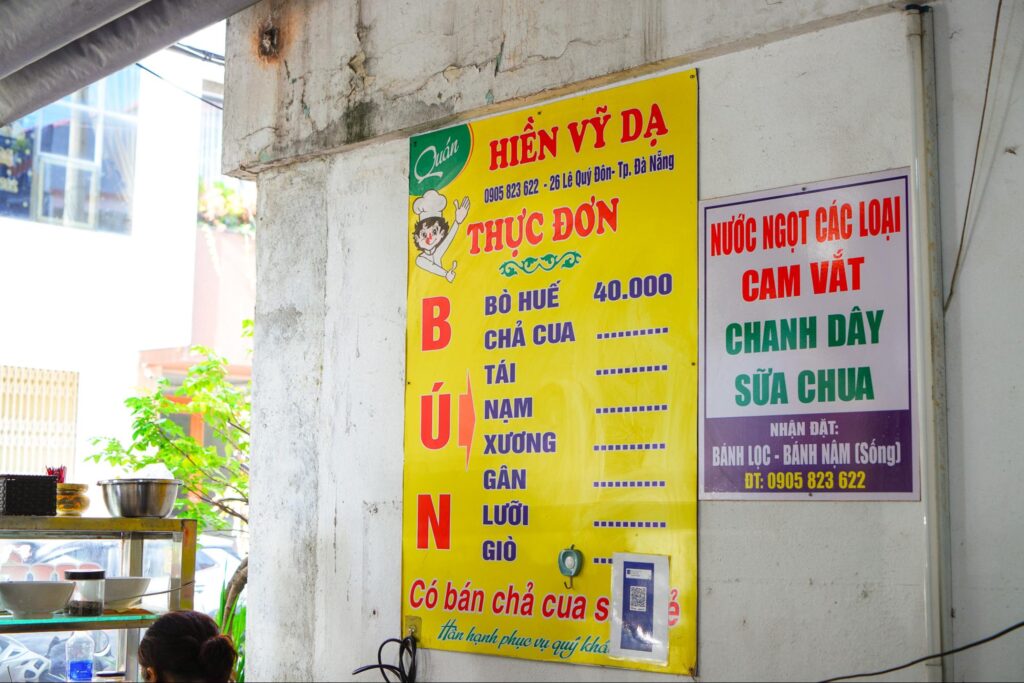 Quán
HIỀN VỸ DẠ
0905 823 622 - 26 Lê Quý Đôn- Tp. Đà Nẵng
THỰC ĐƠN
BÚN
BÒ HUẾ 40.000
CHẢ CUA ..........
TÁI ..........
NẠM ..........
XƯƠNG ..........
GÂN ..........
LƯỠI ..........
GIÒ ..
Có bán chả cua
Hân hạnh phục vụ quý
NƯỚC NGỌT CÁC LOẠI
CAM VẮT
CHANH DÂY
SỮA CHUA
NHẬN ĐẶT:
BÁNH LỌC - BÁNH NẬM (Sống)
ĐT: 0905 823 622